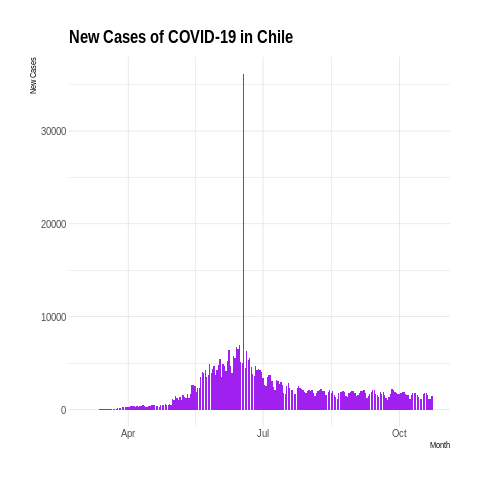 New Cases of COVID-19 in Chile
New Cases
30000
20000
10000
0
Apr Jul Oct
Month